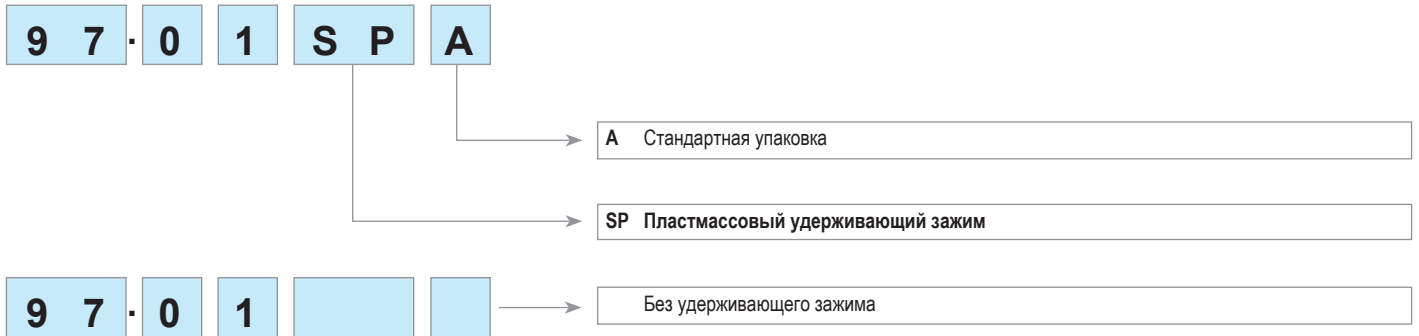 9 7 . 0 1 S P A
A Стандартная упаковка
SP Пластмассовый удерживающий зажим
9 7 . 0 1
Без удерживающего зажима